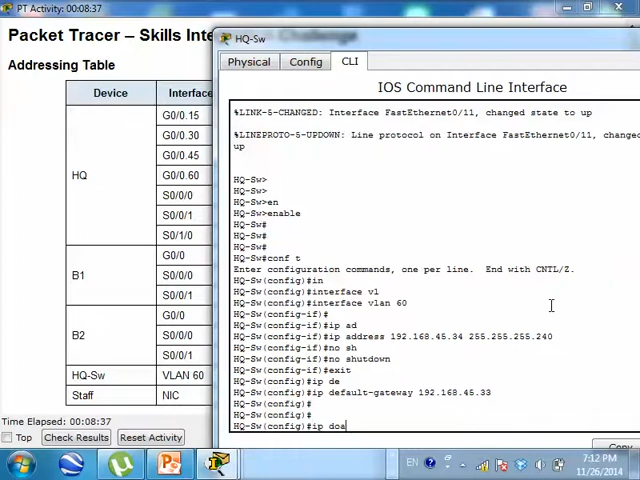 PT Activity: 00:08:37
Packet Tracer – Skills Inte
Challenge
Addressing Table
Device
Interface
HQ
G0/0.15
G0/0.30
G0/0.45
G0/0.60
S0/0/0
S0/0/1
S0/1/0
B1
G0/0
S0/0/0
S0/0/1
B2
G0/0
S0/0/0
S0/0/1
HQ-Sw
VLAN 60
Staff
NIC
Time Elapsed: 00:08:37
Top
Check Results
Reset Activity
HQ-Sw
Physical
Config
CLI
IOS Command Line Interface
%LINK-5-CHANGED: Interface FastEthernet0/11, changed state to up
%LINEPROTO-5-UPDOWN: Line protocol on Interface FastEthernet0/11, changed
up
HQ-Sw>
HQ-Sw>
HQ-Sw>en
HQ-Sw>enable
HQ-Sw#
HQ-Sw#
HQ-Sw#
HQ-Sw#conf t
Enter configuration commands, one per line.  End with CNTL/Z.
HQ-Sw(config)#in
HQ-Sw(config)#interface vl
HQ-Sw(config)#interface vlan 60
HQ-Sw(config-if)#
HQ-Sw(config-if)#ip ad
HQ-Sw(config-if)#ip address 192.168.45.34 255.255.255.240
HQ-Sw(config-if)#no sh
HQ-Sw(config-if)#no shutdown
HQ-Sw(config-if)#exit
HQ-Sw(config)#ip de
HQ-Sw(config)#ip default-gateway 192.168.45.33
HQ-Sw(config)#
HQ-Sw(config)#
HQ-Sw(config)#ip doa
Copy
EN
7:12 PM
11/26/2014